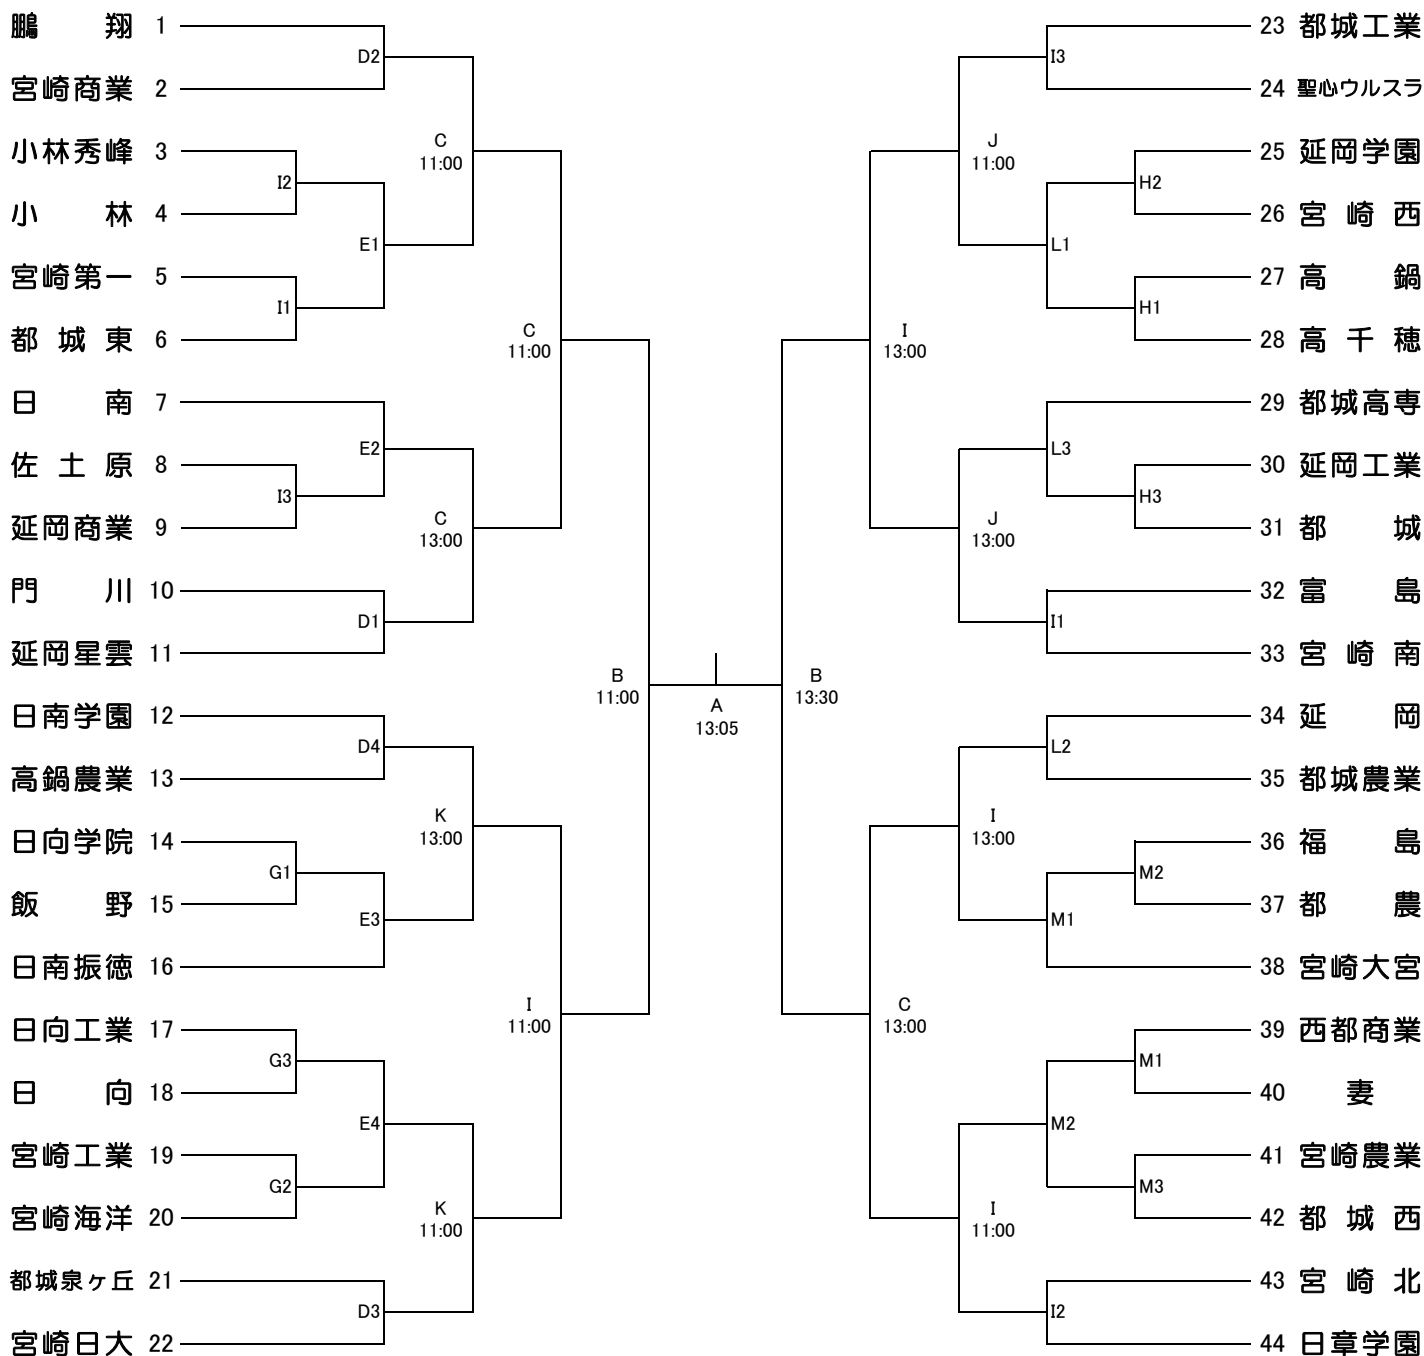 鵬翔 1
D2
宮崎商業 2
C
11:00
小林秀峰 3
I2
小林 4
E1
宮崎第一 5
I1
都城東 6
C
11:00
日南 7
E2
佐土原 8
I3
延岡商業 9
C
13:00
門川 10
D1
延岡星雲 11
B
11:00
日南学園 12
D4
高鍋農業 13
K
13:00
日向学院 14
G1
飯野 15
E3
日南振徳 16
I
11:00
日向工業 17
G3
日向 18
E4
宮崎工業 19
G2
宮崎海洋 20
K
11:00
都城泉ヶ丘 21
D3
宮崎日大 22
A
13:05
23 都城工業
I3
24 聖心ウルスラ
J
11:00
25 延岡学園
H2
26 宮崎西
L1
27 高鍋
H1
28 高千穂
I
13:00
29 都城高専
L3
30 延岡工業
H3
31 都城
J
13:00
32 富島
I1
33 宮崎南
B
13:30
34 延岡
L2
35 都城農業
I
13:00
36 福島
M2
37 都農
M1
38 宮崎大宮
C
13:00
39 西都商業
M1
40 妻
M2
41 宮崎農業
M3
42 都城西
I
11:00
43 宮崎北
I2
44 日章学園